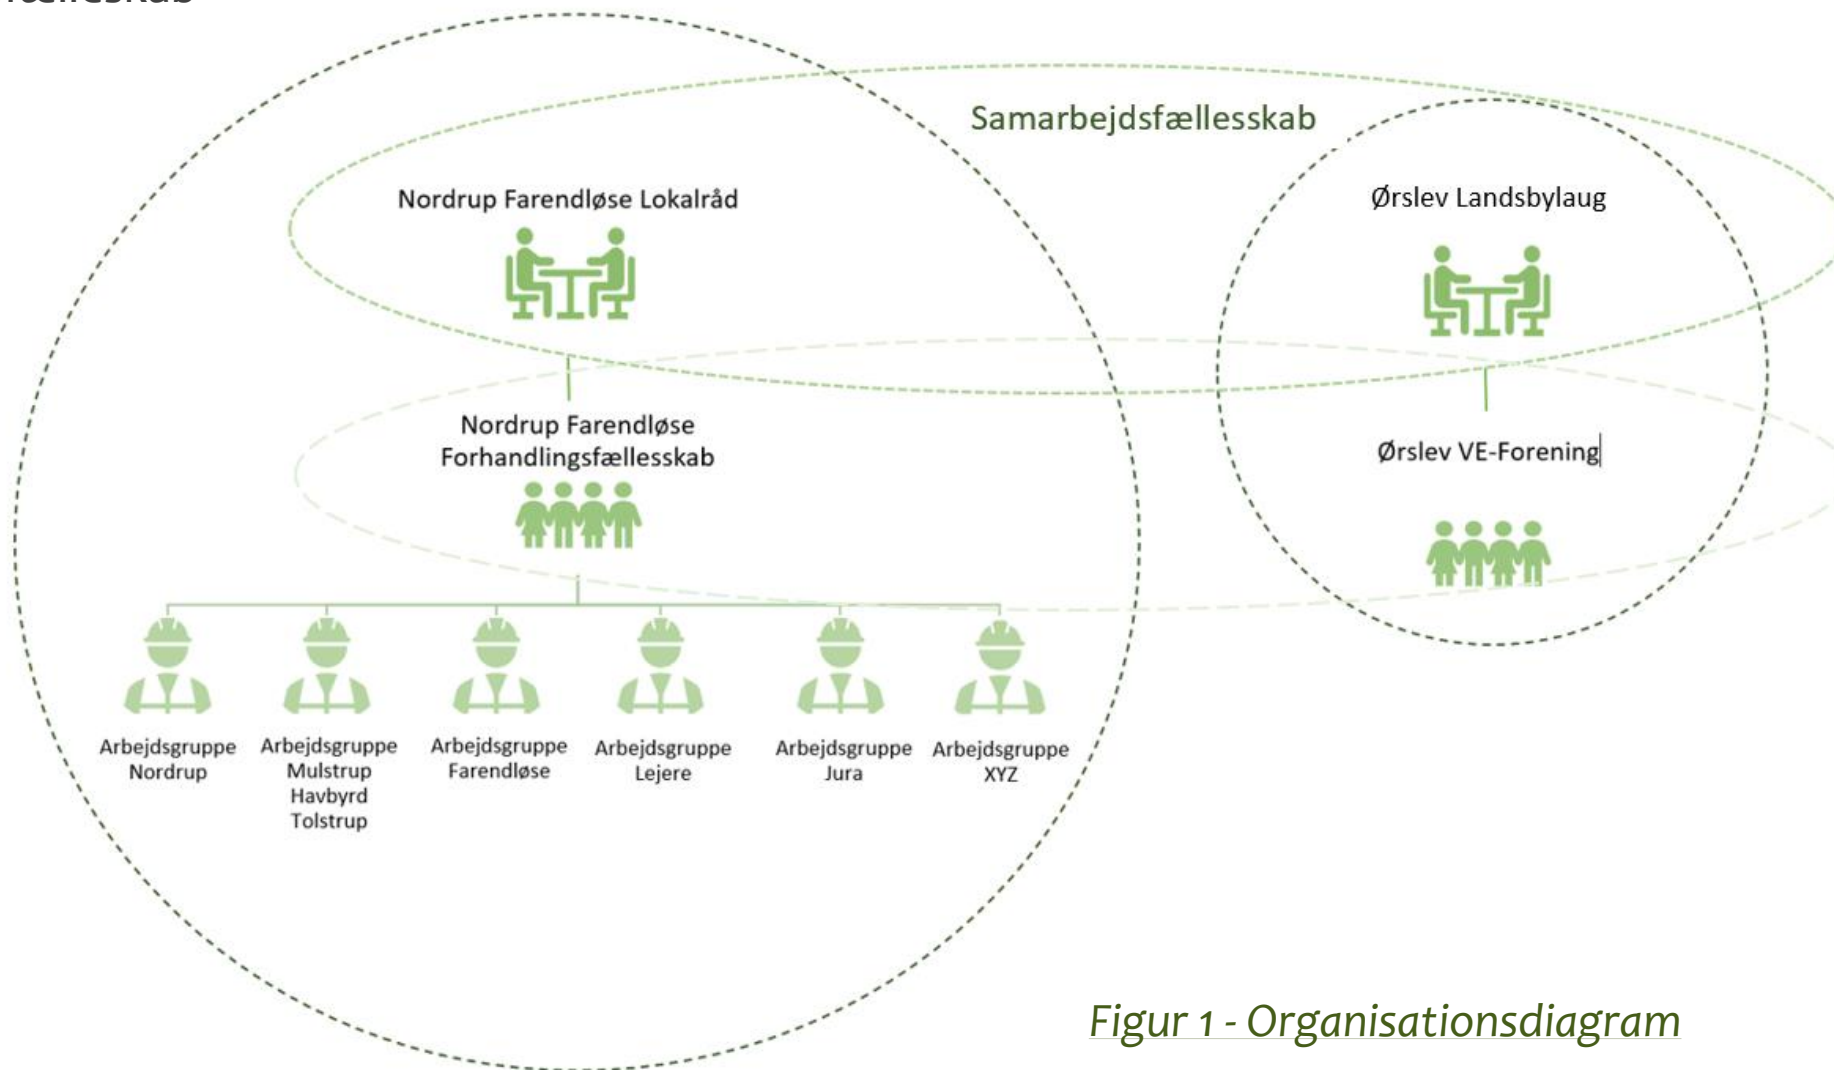 Samarbejdsfællesskab
Nordrup Farendløse Lokalråd
Ørslev Landsbylaug
Nordrup Farendløse
Forhandlingsfællesskab
Ørslev VE-Forening
Arbejdsgruppe
Nordrup
Arbejdsgruppe
Mulstrup
Havbyrd
Tolstrup
Arbejdsgruppe
Farendløse
Arbejdsgruppe
Lejere
Arbejdsgruppe
Jura
Arbejdsgruppe
XYZ
Figur 1 - Organisationsdiagram